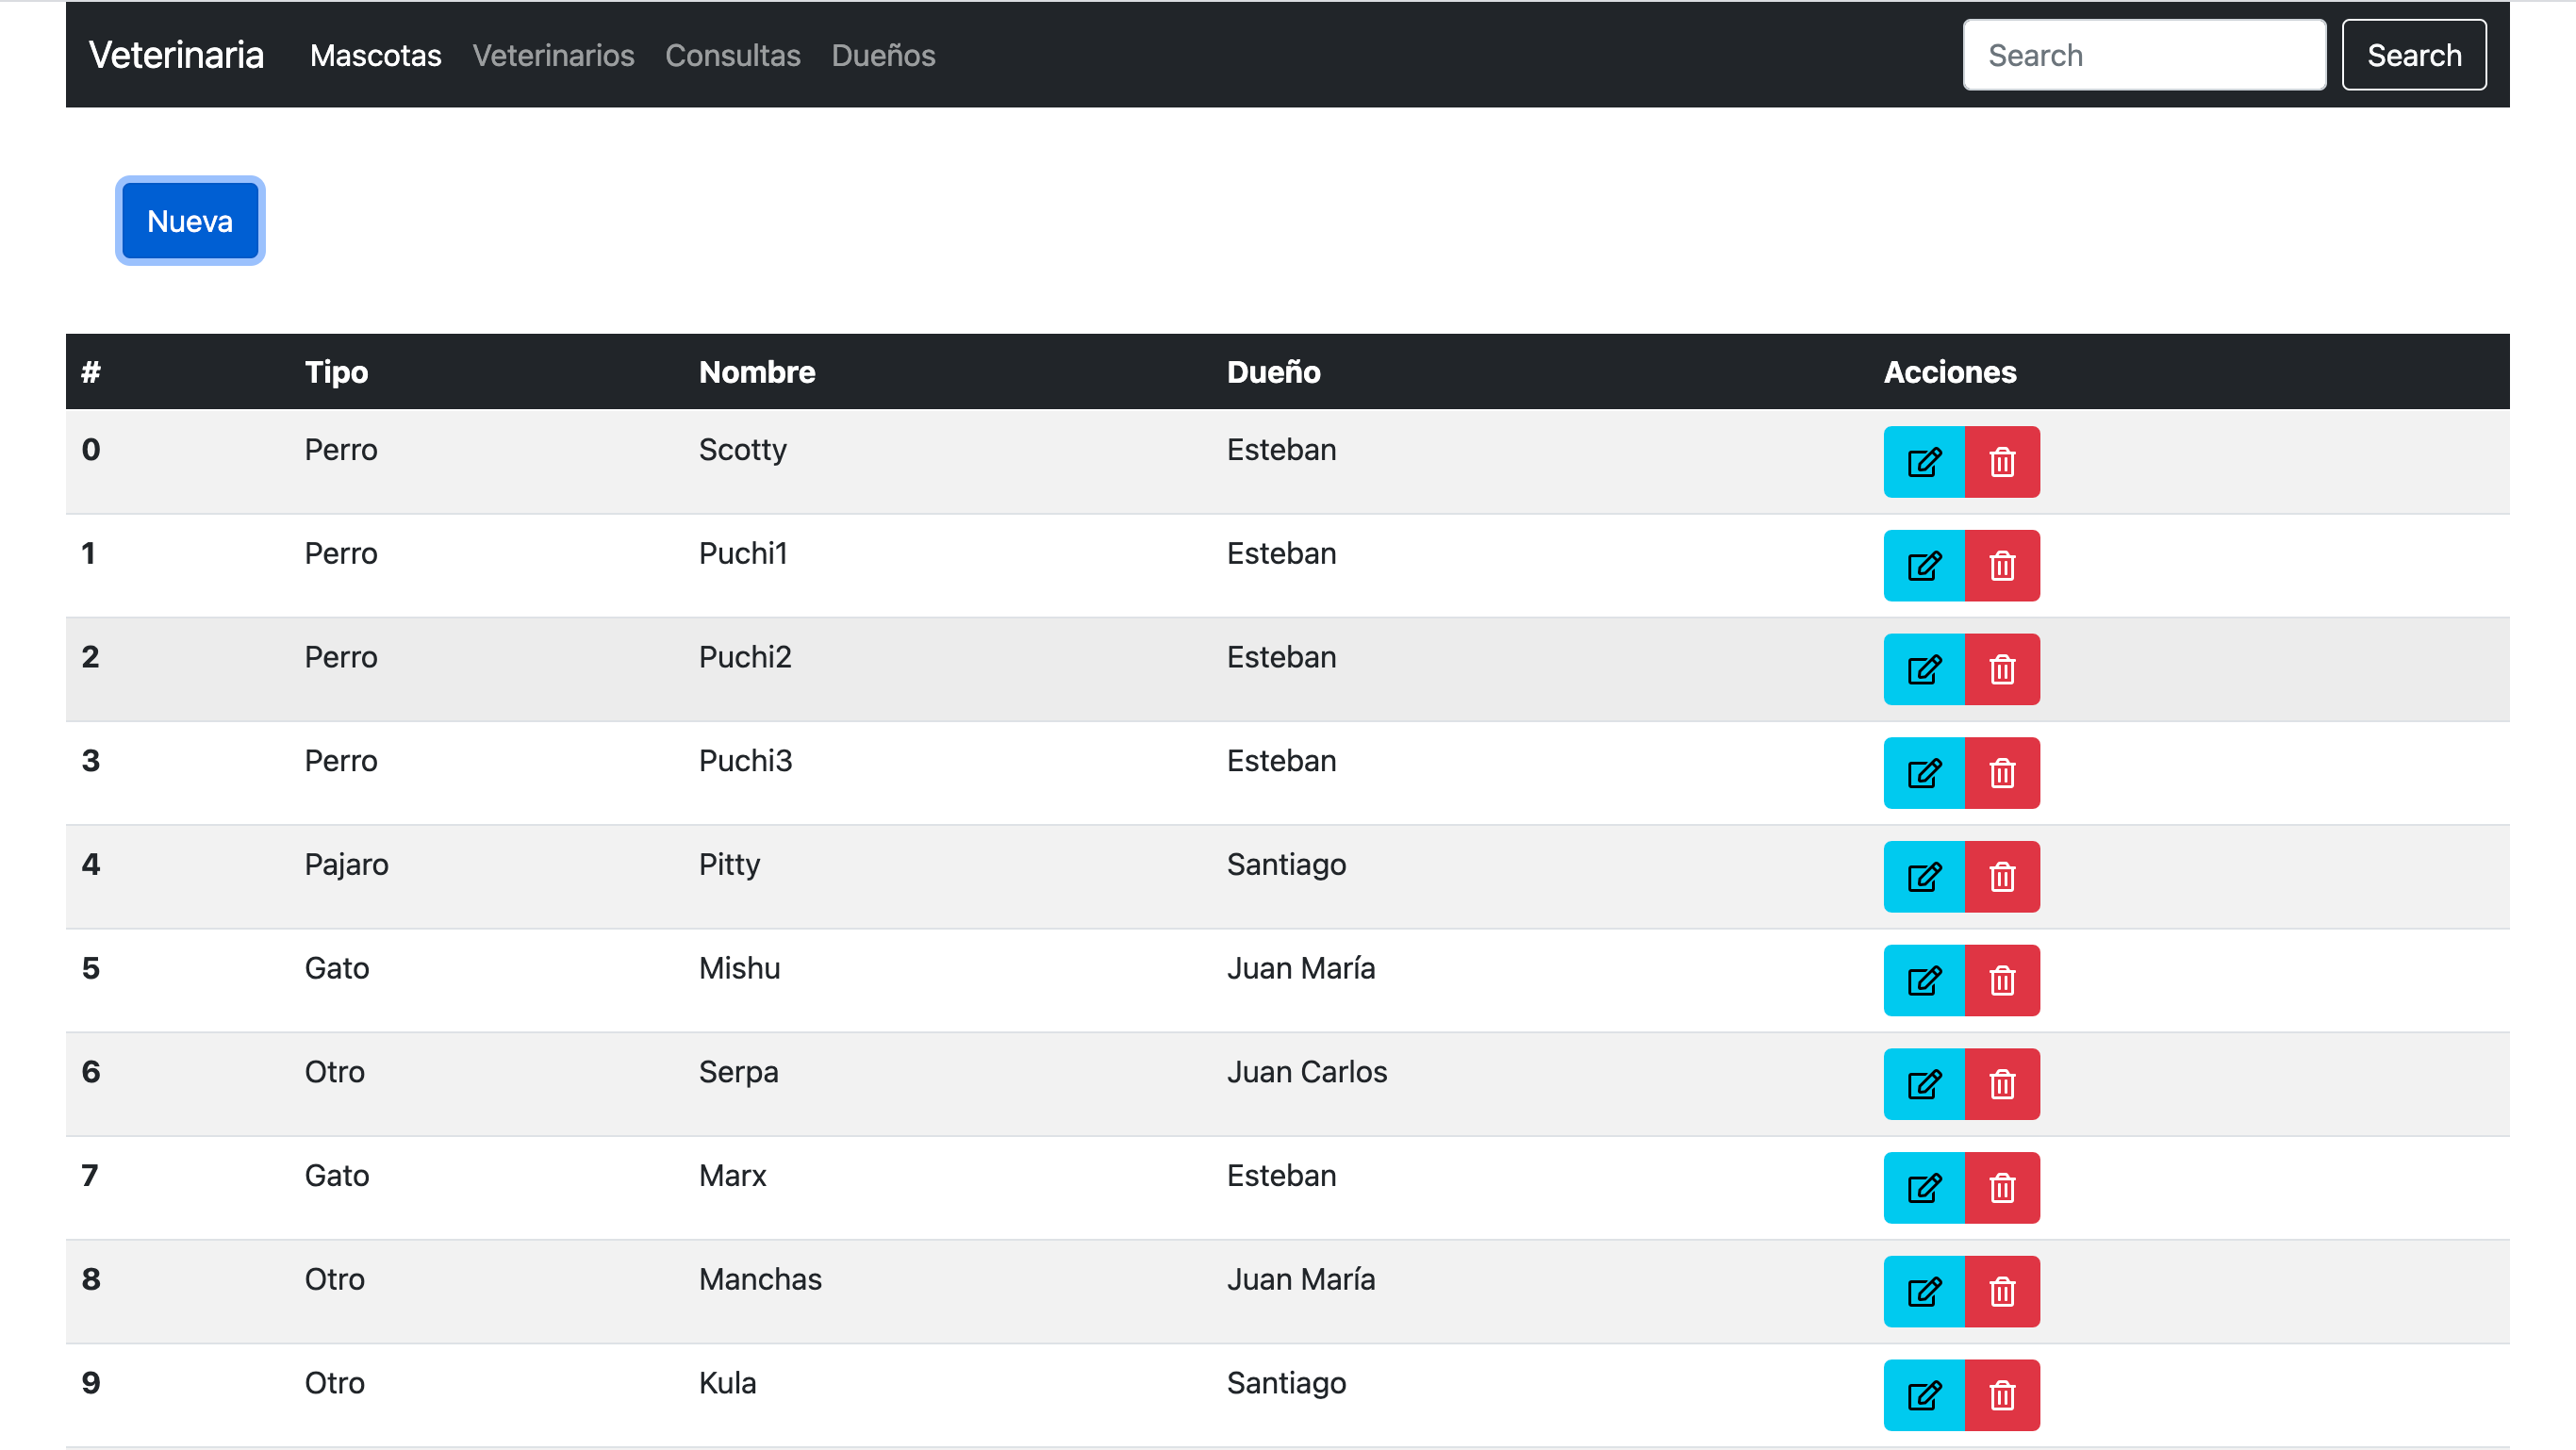 Veterinaria Mascotas Veterinarios Consultas Dueños Search Search
Nueva
# Tipo Nombre Dueño Acciones
0 Perro Scotty Esteban
1 Perro Puchi1 Esteban
2 Perro Puchi2 Esteban
3 Perro Puchi3 Esteban
4 Pajaro Pitty Santiago
5 Gato Mishu Juan María
6 Otro Serpa Juan Carlos
7 Gato Marx Esteban
8 Otro Manchas Juan María
9 Otro Kula Santiago